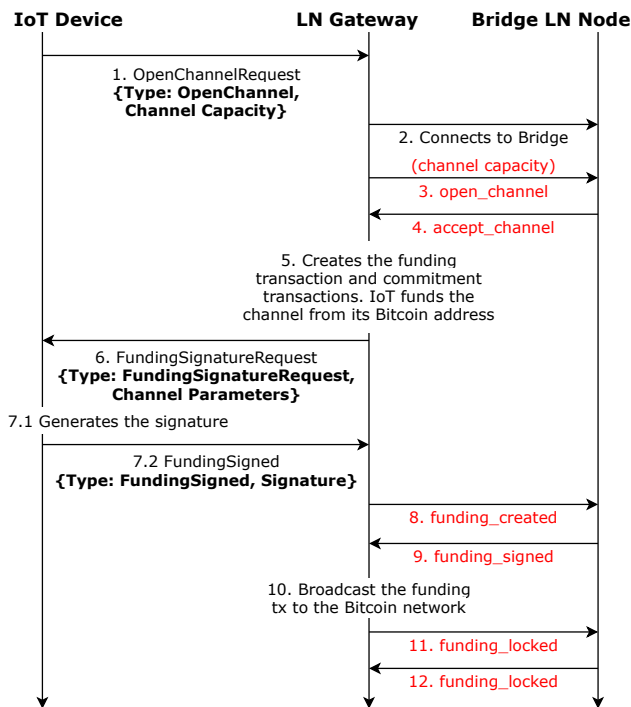 IoT Device
LN Gateway
Bridge LN Node
1. OpenChannelRequest
{Type: OpenChannel,
Channel Capacity}
2. Connects to Bridge
(channel capacity)
3. open_channel
4. accept_channel
5. Creates the funding
transaction and commitment
transactions. IoT funds the
channel from its Bitcoin address
6. FundingSignatureRequest
{Type: FundingSignatureRequest,
Channel Parameters}
7.1 Generates the signature
7.2 FundingSigned
{Type: FundingSigned, Signature}
8. funding_created
9. funding_signed
10. Broadcast the funding
tx to the Bitcoin network
11. funding_locked
12. funding_locked